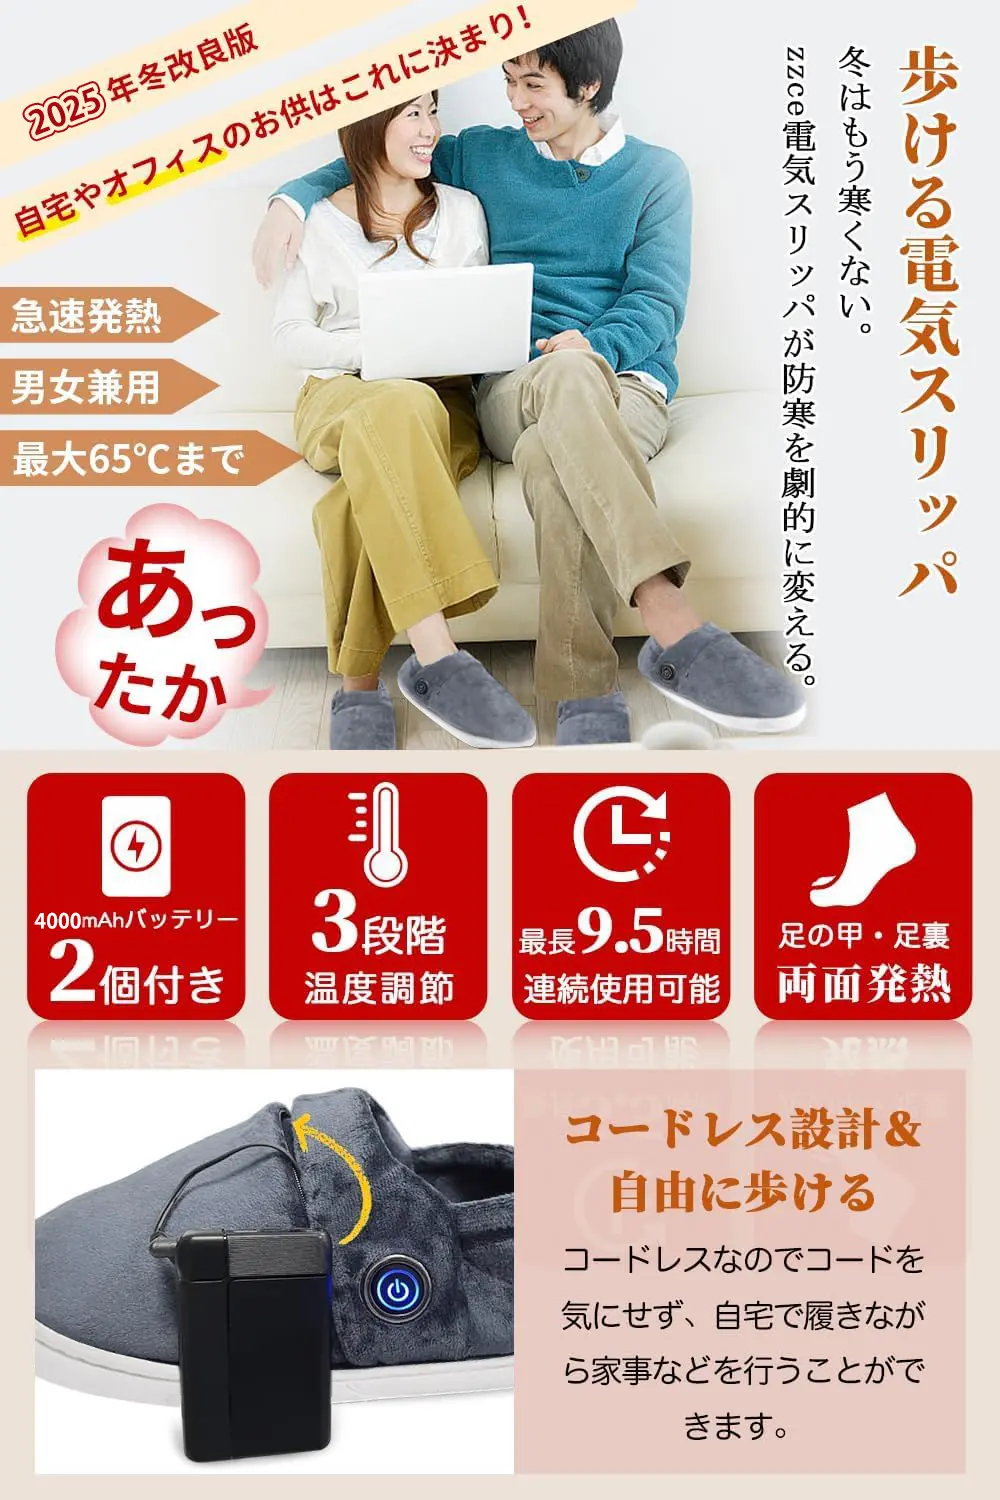 2025年冬改良版
自宅やオフィスのお供はこれに決まり!
歩ける電気スリッパ
冬はもう寒くない。
zzce電気スリッパが防寒を劇的に変える。
急速発熱
男女兼用
最大65℃まで
あっ
たか
4000mAhバッテリー
2個付き
3段階
温度調節
最長9.5時間
連続使用可能
足の甲・足裏
両面発熱
コードレス設計&
自由に歩ける
コードレスなのでコードを
気にせず、自宅で履きなが
ら家事などを行うことがで
きます。